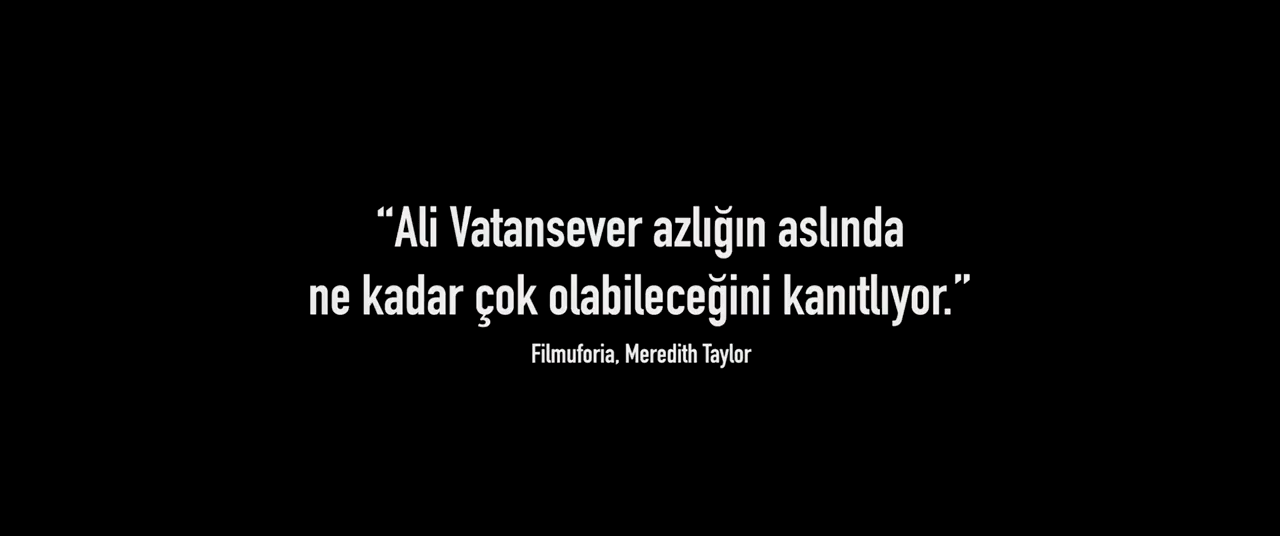 “Ali Vatansever azlığın aslında
ne kadar çok olabileceğini kanıtlıyor.”
Filmuforia, Meredith Taylor